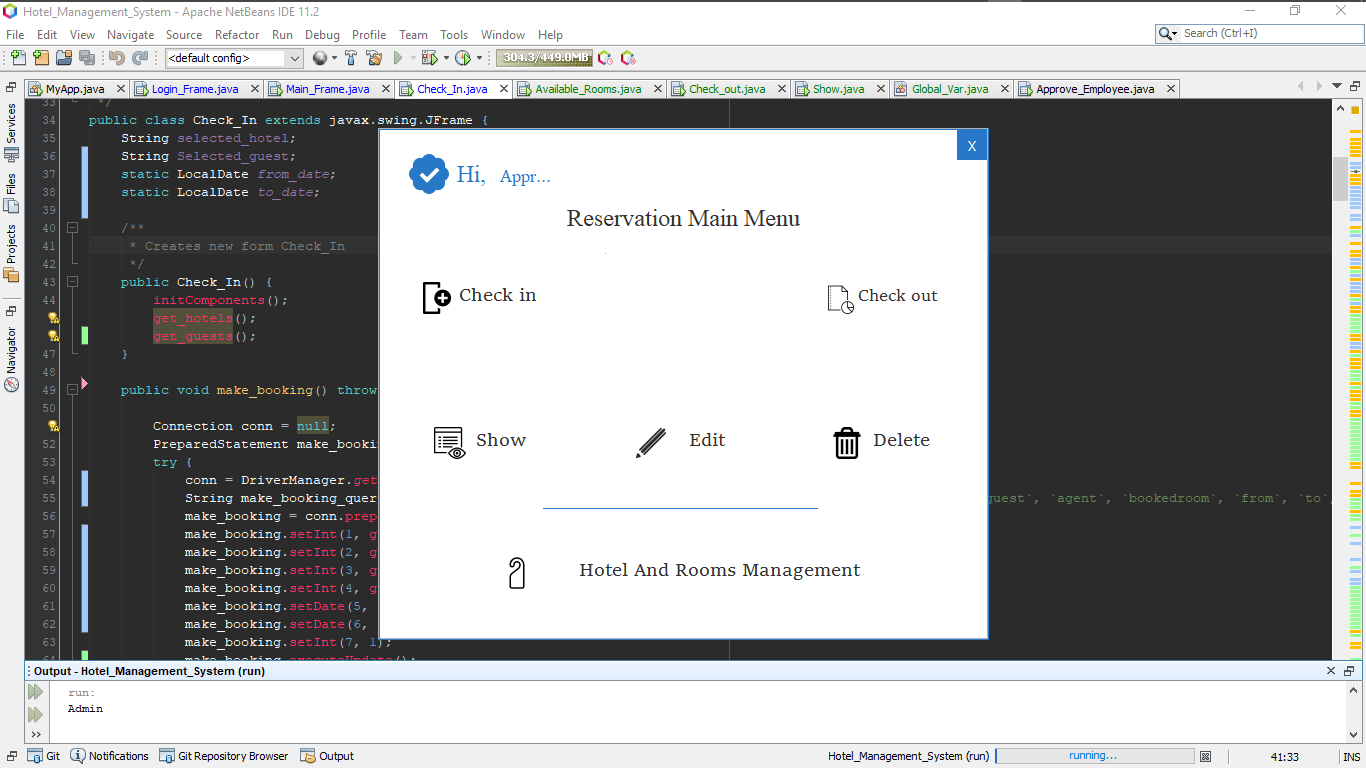 Hotel_Management_System - Apache NetBeans IDE 11.2
File Edit View Navigate Source Refactor Run Debug Profile Team Tools Window Help
Search (Ctrl+I)
<default config>
304.3/449.0MB
MyApp.java Login_Frame.java Main_Frame.java Check_In.java Available_Rooms.java Check_out.java Show.java Global_Var.java Approve_Employee.java
Services
Files
Projects
Navigator
33 */
34 public class Check_In extends javax.swing.JFrame {
35 String selected_hotel;
36 String Selected_guest;
37 static LocalDate from_date;
38 static LocalDate to_date;
39
40 /**
41 * Creates new form Check_In
42 */
43 public Check_In() {
44 initComponents();
get_hotels();
get_guests();
47 }
48
49 public void make_booking() throw
50
Connection conn = null;
52 PreparedStatement make_bookin
53 try {
54 conn = DriverManager.get
55 String make_booking_quer guest`, `agent`, `bookedroom`, `from`, `to`,
56 make_booking = conn.prep
57 make_booking.setInt(1, g
58 make_booking.setInt(2, g
59 make_booking.setInt(3, g
60 make_booking.setInt(4, g
61 make_booking.setDate(5,
62 make_booking.setDate(6,
63 make_booking.setInt(7, 1);
64 make_booking.executeUpdate();
X
Hi, Appr...
Reservation Main Menu
Check in
Check out
Show
Edit
Delete
Hotel And Rooms Management
Output - Hotel_Management_System (run)
run:
Admin
Git Notifications Git Repository Browser Output
Hotel_Management_System (run) running... 41:33 INS